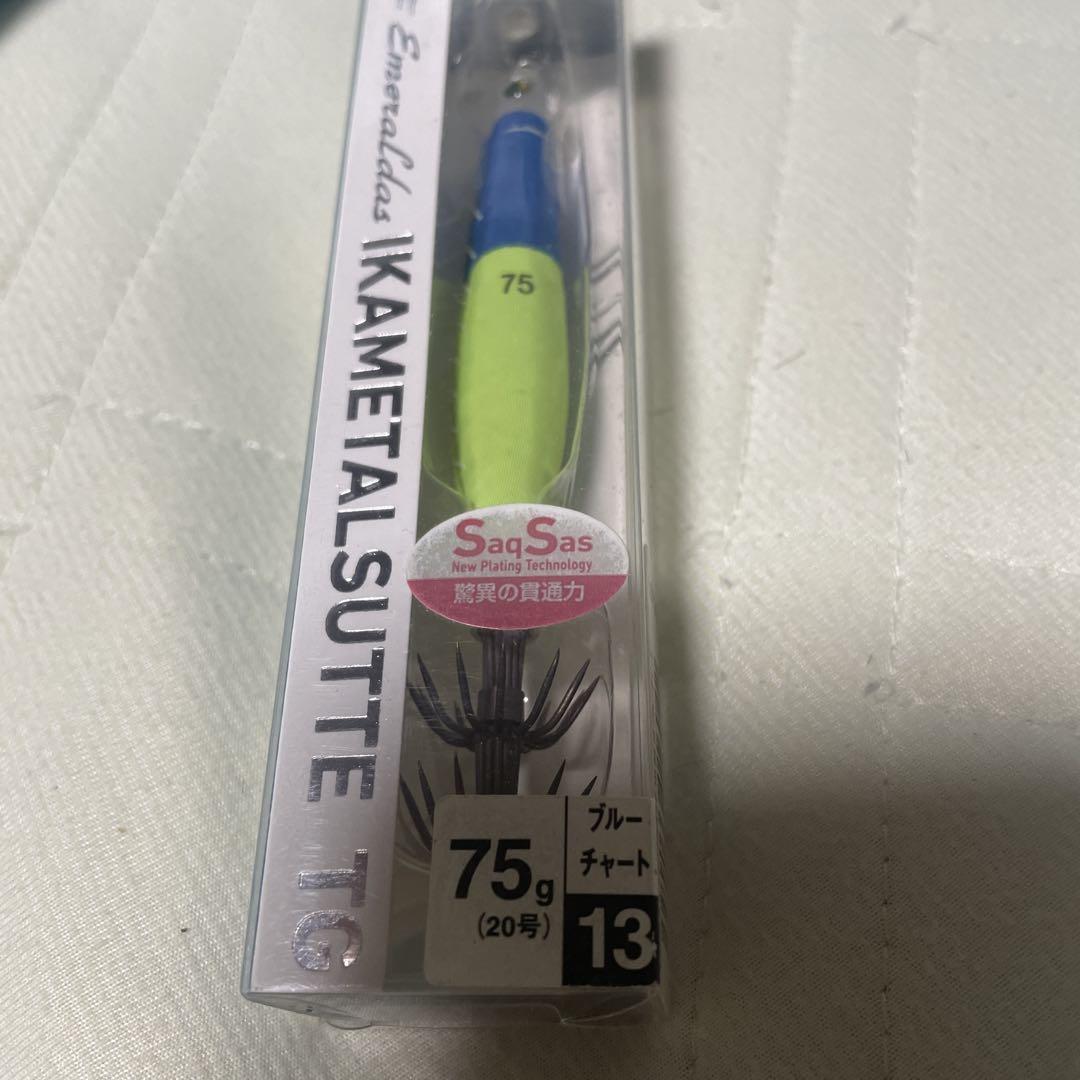 Emeraldas IKAMETALSUTTE TG
75
SaqSas
New Plating Technology
驚異の貫通力
75g
(20号)
ブルー
チャート
13